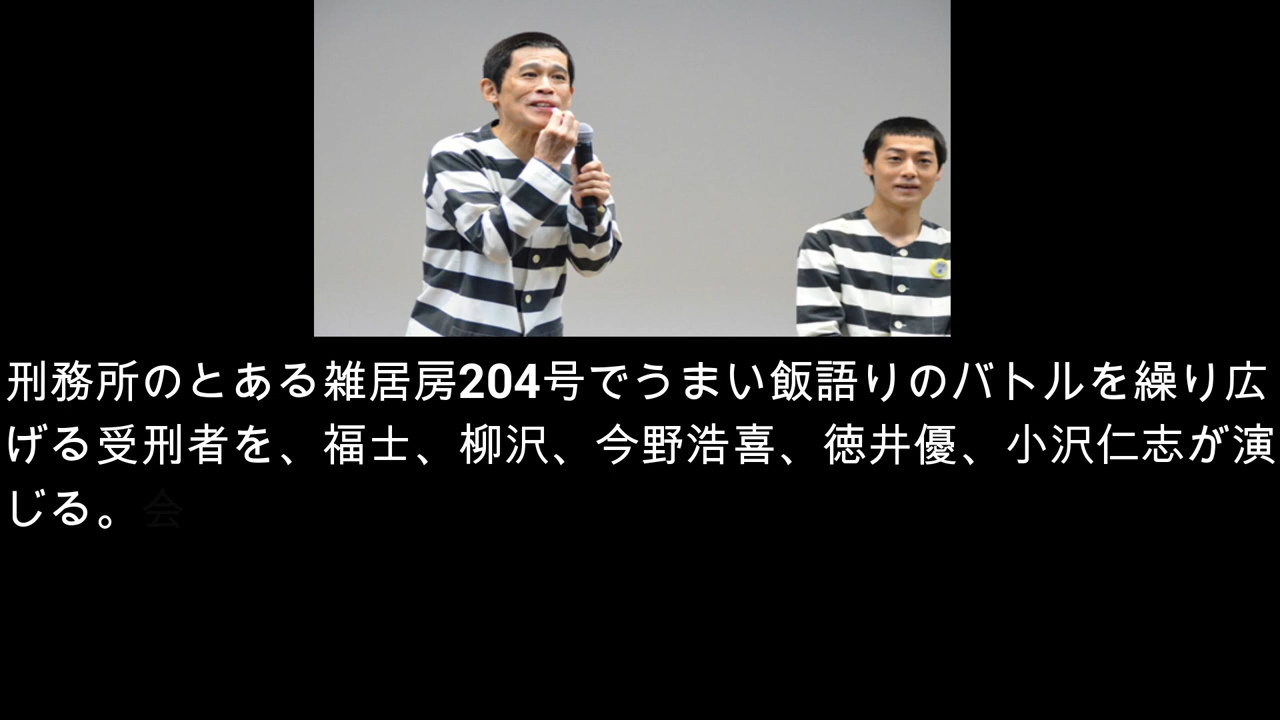 刑務所のとある雑居房204号でうまい飯語りのバトルを繰り広
げる受刑者を、福士、柳沢、今野浩喜、徳井優、小沢仁志が演
じる。会